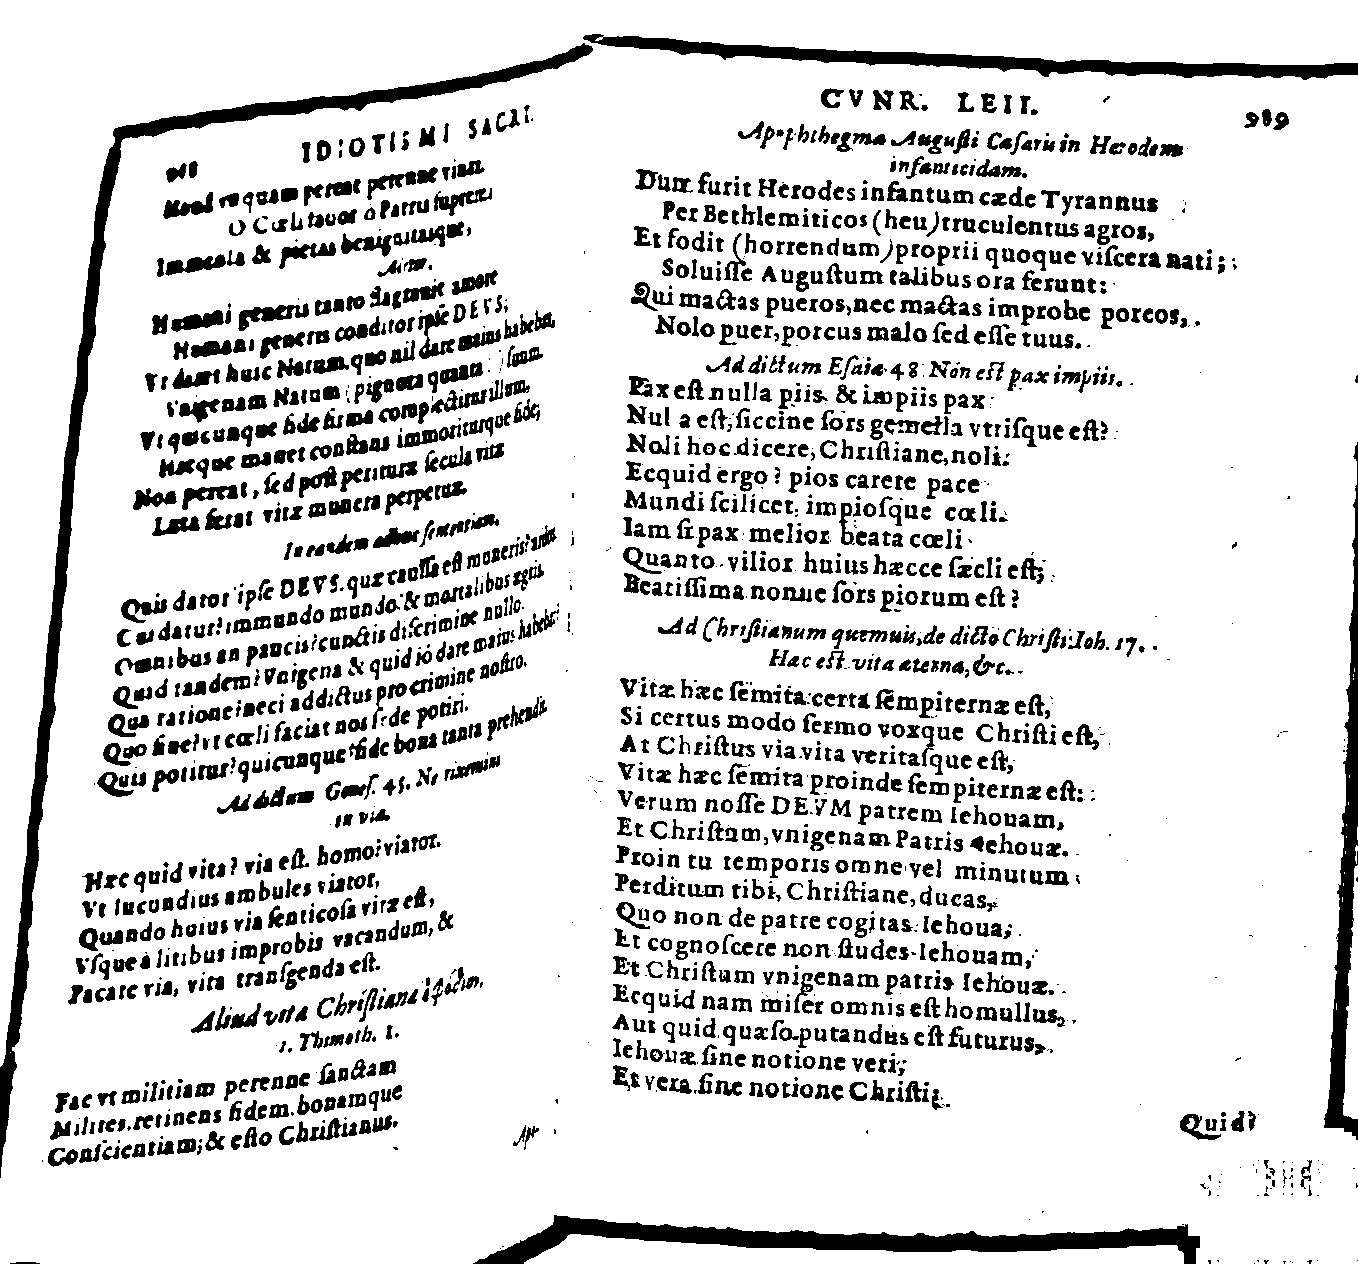 988 IDIOTISMI SACRI.
Mund vt quam pereat perenne
O Cœli fauor ô Patris supremi
Immensa & pietas benignitasque,
Aliter.
Humani generis tanto flagrauit amore
Humani generis conditor ipse DEVS;
Vt daret huic Natum, quo nil dare maius haberet,
Vnigenam Natum pignora quanta suum.
Vt quicunque fide firma complectitur illum,
Hæcque manet constans immoriturque fide;
Non pereat, sed post peritura secula vitæ
Læta ferat vitæ munera perpetuæ.
In eandem sententiam.
Quis dator? ipse DEVS. quæ caussa est muneris?
Cui datur? immundo mundo: & mortalibus ægris.
Omnibus an paucis? cunctis discrimine nullo.
Quid tandem? Vnigena & quid iô dare maius habebat?
Qua ratione? neci addictus pro crimine nostro.
Quo fine? vt cœli faciat nos sede potiri.
Quis potitur? quicunque fide bona tanta prehendit.
Ad dictum Genes. 45. Ne rixemini
in via.
Hæc quid vita? via est. homo? viator.
Vt iucundius ambules viator,
Quando huius via senticosa vitæ est,
Vsque à litibus improbis vacandum, &
Pacate via, vita transgenda est.
Aliud vita Christiana
1. Thimoth. 1.
Fac vt militiam perenne sanctam
Milites, retinens fidem, bonamque
Conscientiam; & esto Christianus.
Apo-
CVNR. LEII. 989
Apophthegma Augusti Cæsaris in Herodem
infanticidam.
Dum furit Herodes infantum cæde Tyrannus
Per Bethlemiticos (heu) truculentus agros,
Et fodit (horrendum) proprii quoque viscera nati;
Soluisse Augustum talibus ora ferunt:
Qui mactas pueros, nec mactas improbe porcos,
Nolo puer, porcus malo sed esse tuus.
Ad dictum Esaiæ 48. Non est pax impiis.
Pax est nulla piis, & impiis pax
Nulla est, siccine sors gemella vtrisque est?
Noli hoc dicere, Christiane, noli:
Ecquid ergo? pios carere pace
Mundi scilicet, impiosque cœli.
Iam si pax melior beata cœli
Quanto vilior huius hæcce sæcli est;
Beatissima nonne sors piorum est?
Ad Christianum quemuis, de dicto Christi: Ioh. 17.
Hæc est vita æterna, &c.
Vitæ hæc semita certa sempiternæ est,
Si certus modo sermo voxque Christi est,
At Christus via vita veritasque est,
Vitæ hæc semita proinde sempiternæ est:
Verum nosse DEVM patrem Iehouam,
Et Christum, vnigenam Patris Iehouæ.
Proin tu temporis omne vel minutum
Perditum tibi, Christiane, ducas,
Quo non de patre cogitas Iehoua;
Et cognoscere non studes Iehouam,
Et Christum vnigenam patris Iehouæ.
Ecquid nam miser omnis est homullus,
Aut quid quæso putandus est futurus,
Iehouæ sine notione veri;
Et vera sine notione Christi;
Quid?